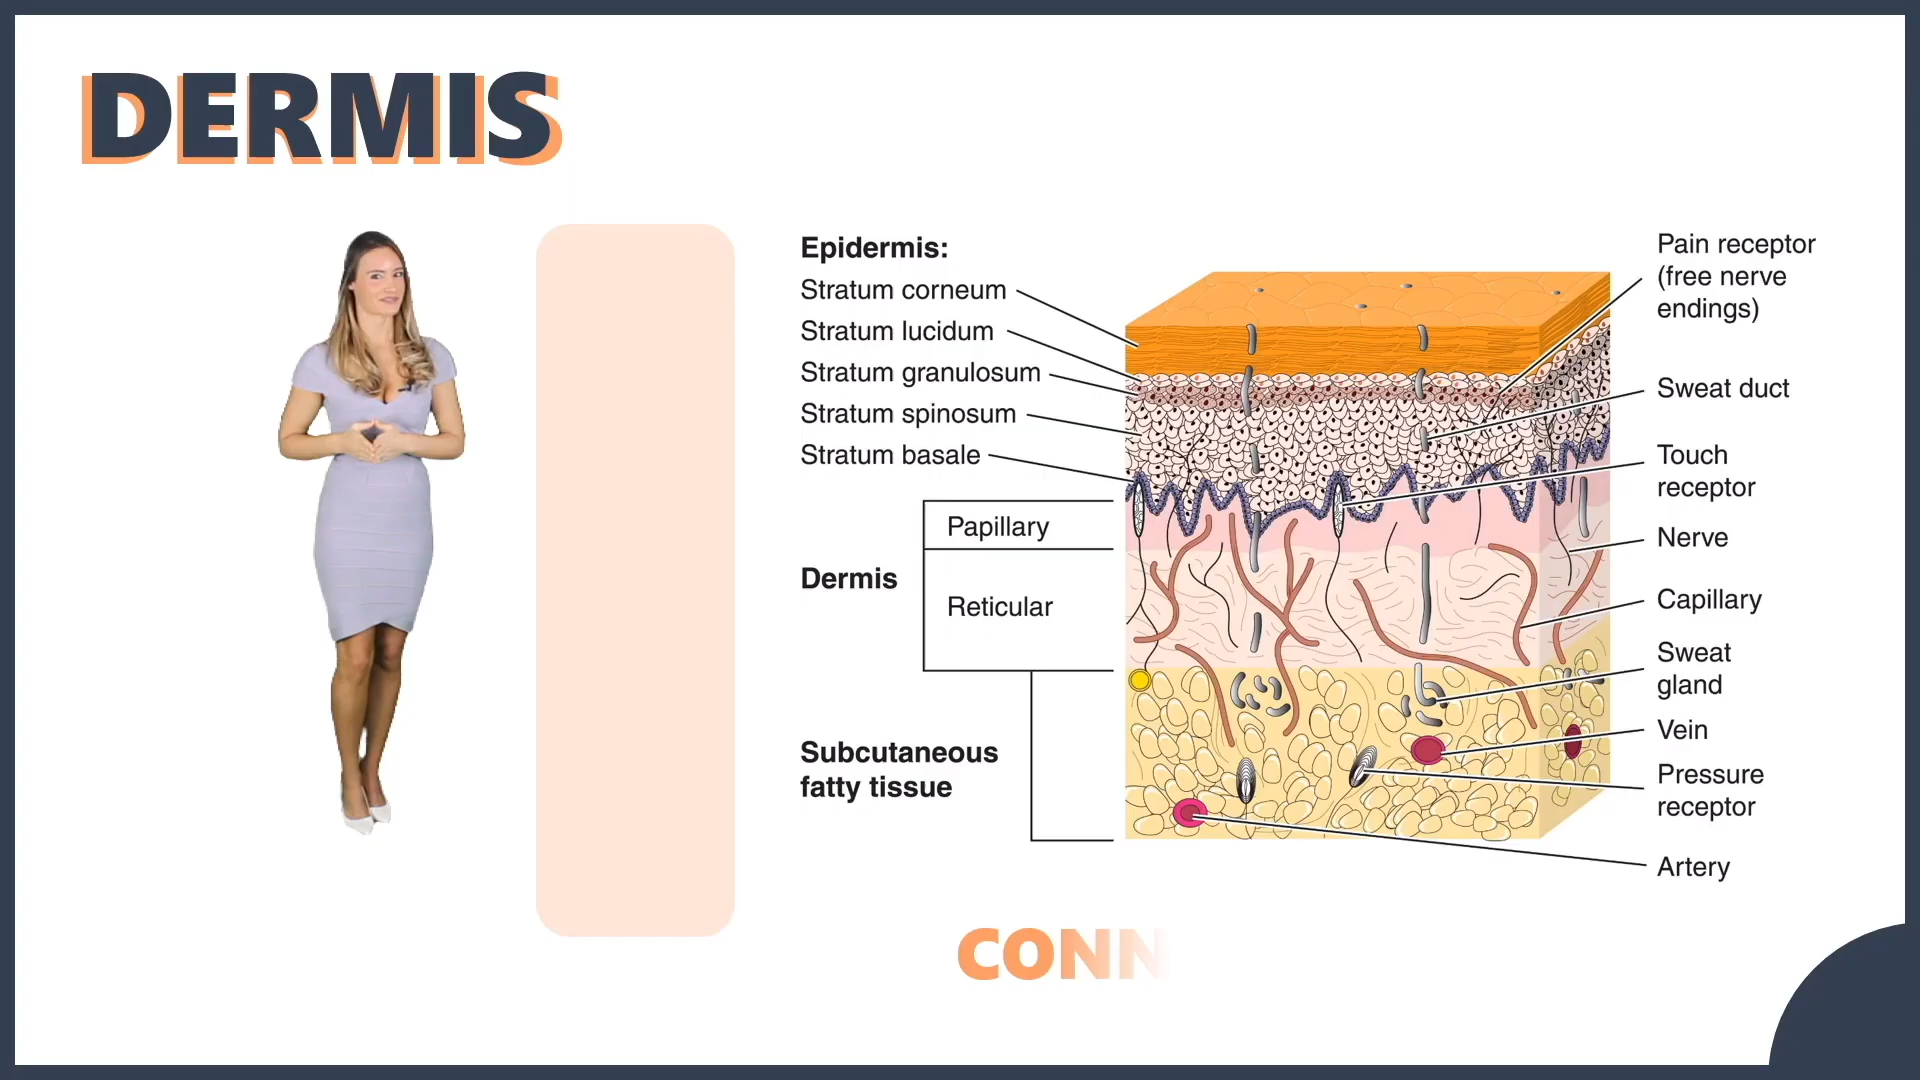 DERMIS
Epidermis:
Stratum corneum
Stratum lucidum
Stratum granulosum
Stratum spinosum
Stratum basale
Papillary
Dermis
Reticular
Subcutaneous
fatty tissue
Pain receptor
(free nerve
endings)
Sweat duct
Touch
receptor
Nerve
Capillary
Sweat
gland
Vein
Pressure
receptor
Artery
CONN